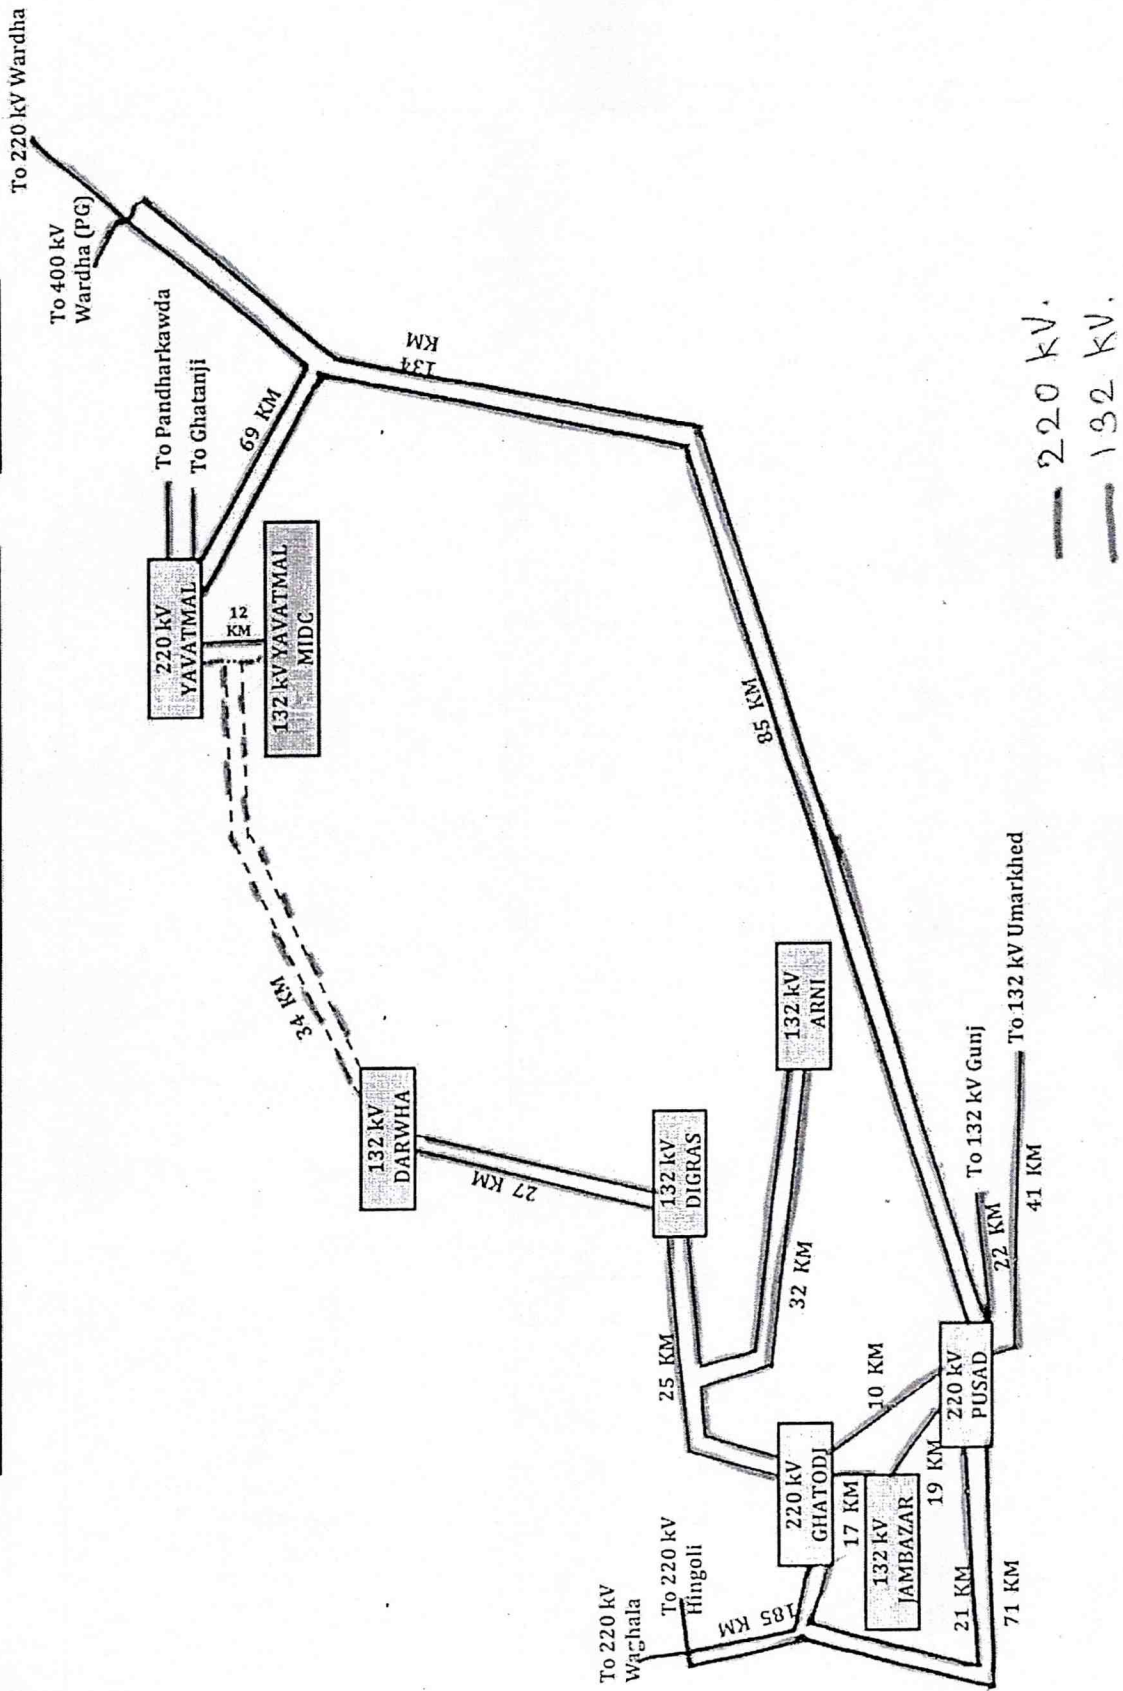 To 220 kV Wardha
To 400 kV
Wardha (PG)
To Pandharkawda
To Ghatanji
220 kV
YAVATMAL
69 KM
134
KM
12
KM
132 kV YAVATMAL
MIDC
34 KM
85 KM
132 kV
DARWHA
27 KM
132 kV
DIGRAS
132 kV
ARNI
25 KM
32 KM
To 132 kV Gunj
22 KM
To 132 kV Umarkhed
41 KM
10 KM
220 kV
PUSAD
220 kV
GHATODI
17 KM
19 KM
132 kV
JAMBAZAR
21 KM
71 KM
185 KM
To 220 kV
Hingoli
To 220 kV
Waghala
220 kV.
132 kV.